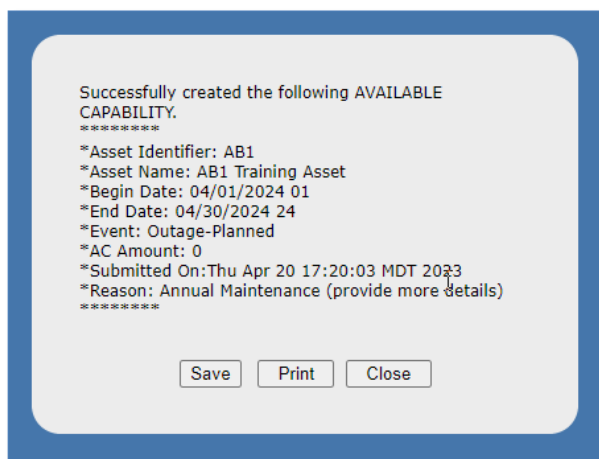 Successfully created the following AVAILABLE
CAPABILITY.
********
*Asset Identifier: AB1
*Asset Name: AB1 Training Asset
*Begin Date: 04/01/2024 01
*End Date: 04/30/2024 24
*Event: Outage-Planned
*AC Amount: 0
*Submitted On:Thu Apr 20 17:20:03 MDT 2023
*Reason: Annual Maintenance (provide more details)
********
Save Print Close